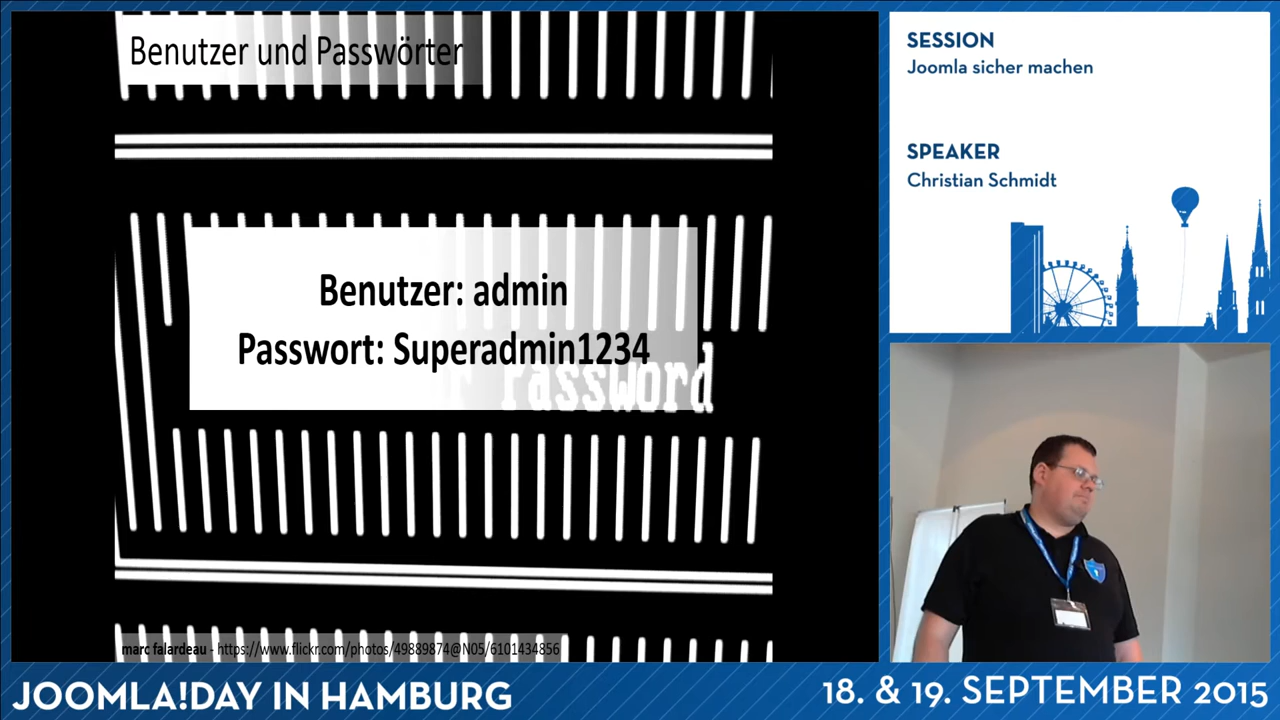 Benutzer und Passwörter
Benutzer: admin
Passwort: Superadmin1234
Password
marc falardeau - https://www.flickr.com/photos/49889874@N05/6101434856
SESSION
Joomla sicher machen
SPEAKER
Christian Schmidt
JOOMLA!DAY IN HAMBURG
18. & 19. SEPTEMBER 2015